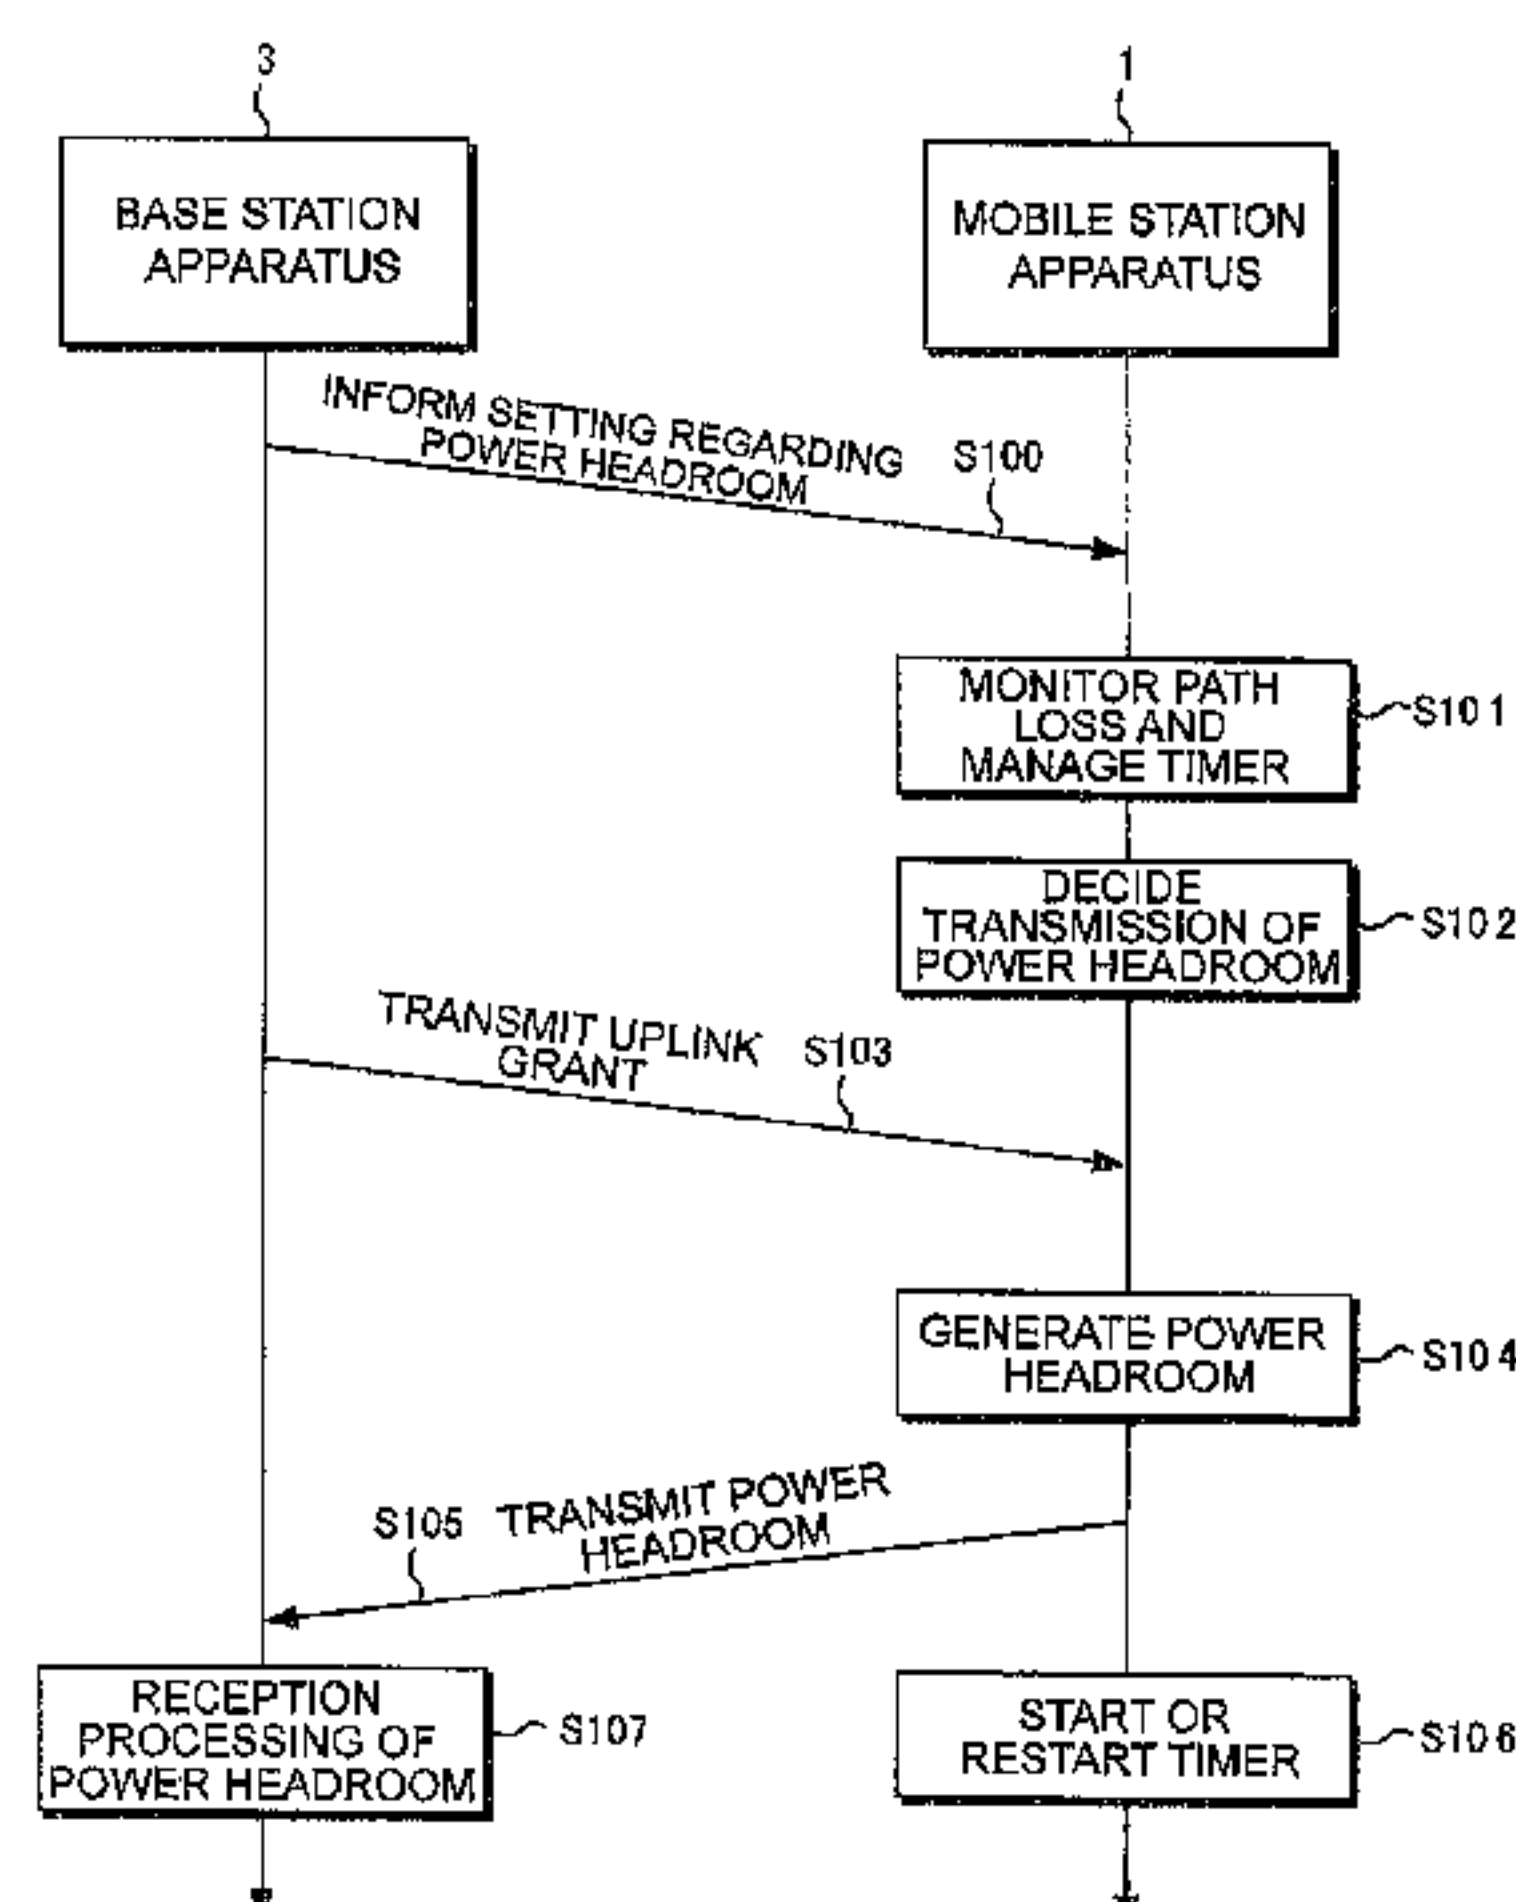 3
1
BASE STATION
APPARATUS
MOBILE STATION
APPARATUS
INFORM SETTING REGARDING
POWER HEADROOM
S100
MONITOR PATH
LOSS AND
MANAGE TIMER
S101
DECIDE
TRANSMISSION OF
POWER HEADROOM
S102
TRANSMIT UPLINK
GRANT
S103
GENERATE POWER
HEADROOM
S104
S105
TRANSMIT POWER
HEADROOM
RECEPTION
PROCESSING OF
POWER HEADROOM
S107
START OR
RESTART TIMER
S106